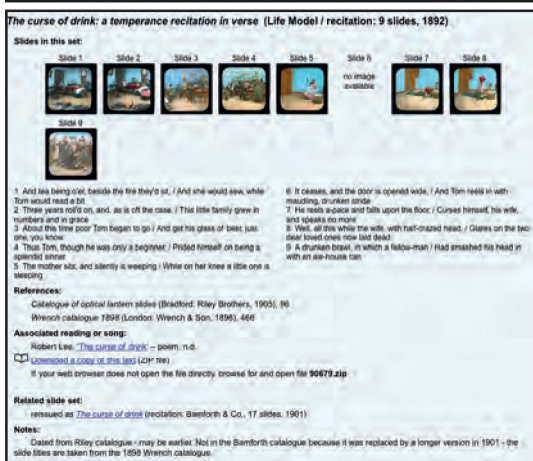 The curse of drink: a temperance recitation in verse (Life Model / recitation: 9 slides, 1892)
Slides in this set:
Slide 1 Slide 2 Slide 3 Slide 4 Slide 5 Slide 6 Slide 7 Slide 8
no image
available
Slide 9
1 And tea being o'er, beside the fire they'd sit, / And she would sew, while
Tom would read a bit
2 Three years roll'd on, and, as is oft the case, / This little family grew in
numbers and in grace
3 About this time poor Tom began to go / And get his glass of beer, just
one, you know
4 Thus Tom, though he was only a beginner, / Prided himself on being a
splendid sinner
5 The mother sits, and silently is weeping / While on her knee a little one is
sleeping
6 It ceases, and the door is opened wide, / And Tom reels in with
maudling, drunken stride
7 He reels a-pace and falls upon the floor, / Curses himself, his wife,
and speaks no more
8 Well, all this while the wife, with half-crazed head, / Glares on the two
dear loved ones now laid dead
9 A drunken brawl, in which a fellow-man / Had smashed his head in
with an ale-house can
References:
Catalogue of optical lantern slides (Bradford: Riley Brothers, 1905), 96
Wrench catalogue 1898 (London: Wrench & Son, 1898), 466
Associated reading or song:
Robert Lee, 'The curse of drink' – poem, n.d.
Download a copy of this text (ZIP file)
If your web browser does not open the file directly, browse for and open file 90679.zip
Related slide set:
reissued as The curse of drink (recitation: Bamforth & Co., 17 slides, 1901)
Notes:
Dated from Riley catalogue - may be earlier. Not in the Bamforth catalogue because it was replaced by a longer version in 1901 - the
slide titles are taken from the 1898 Wrench catalogue.